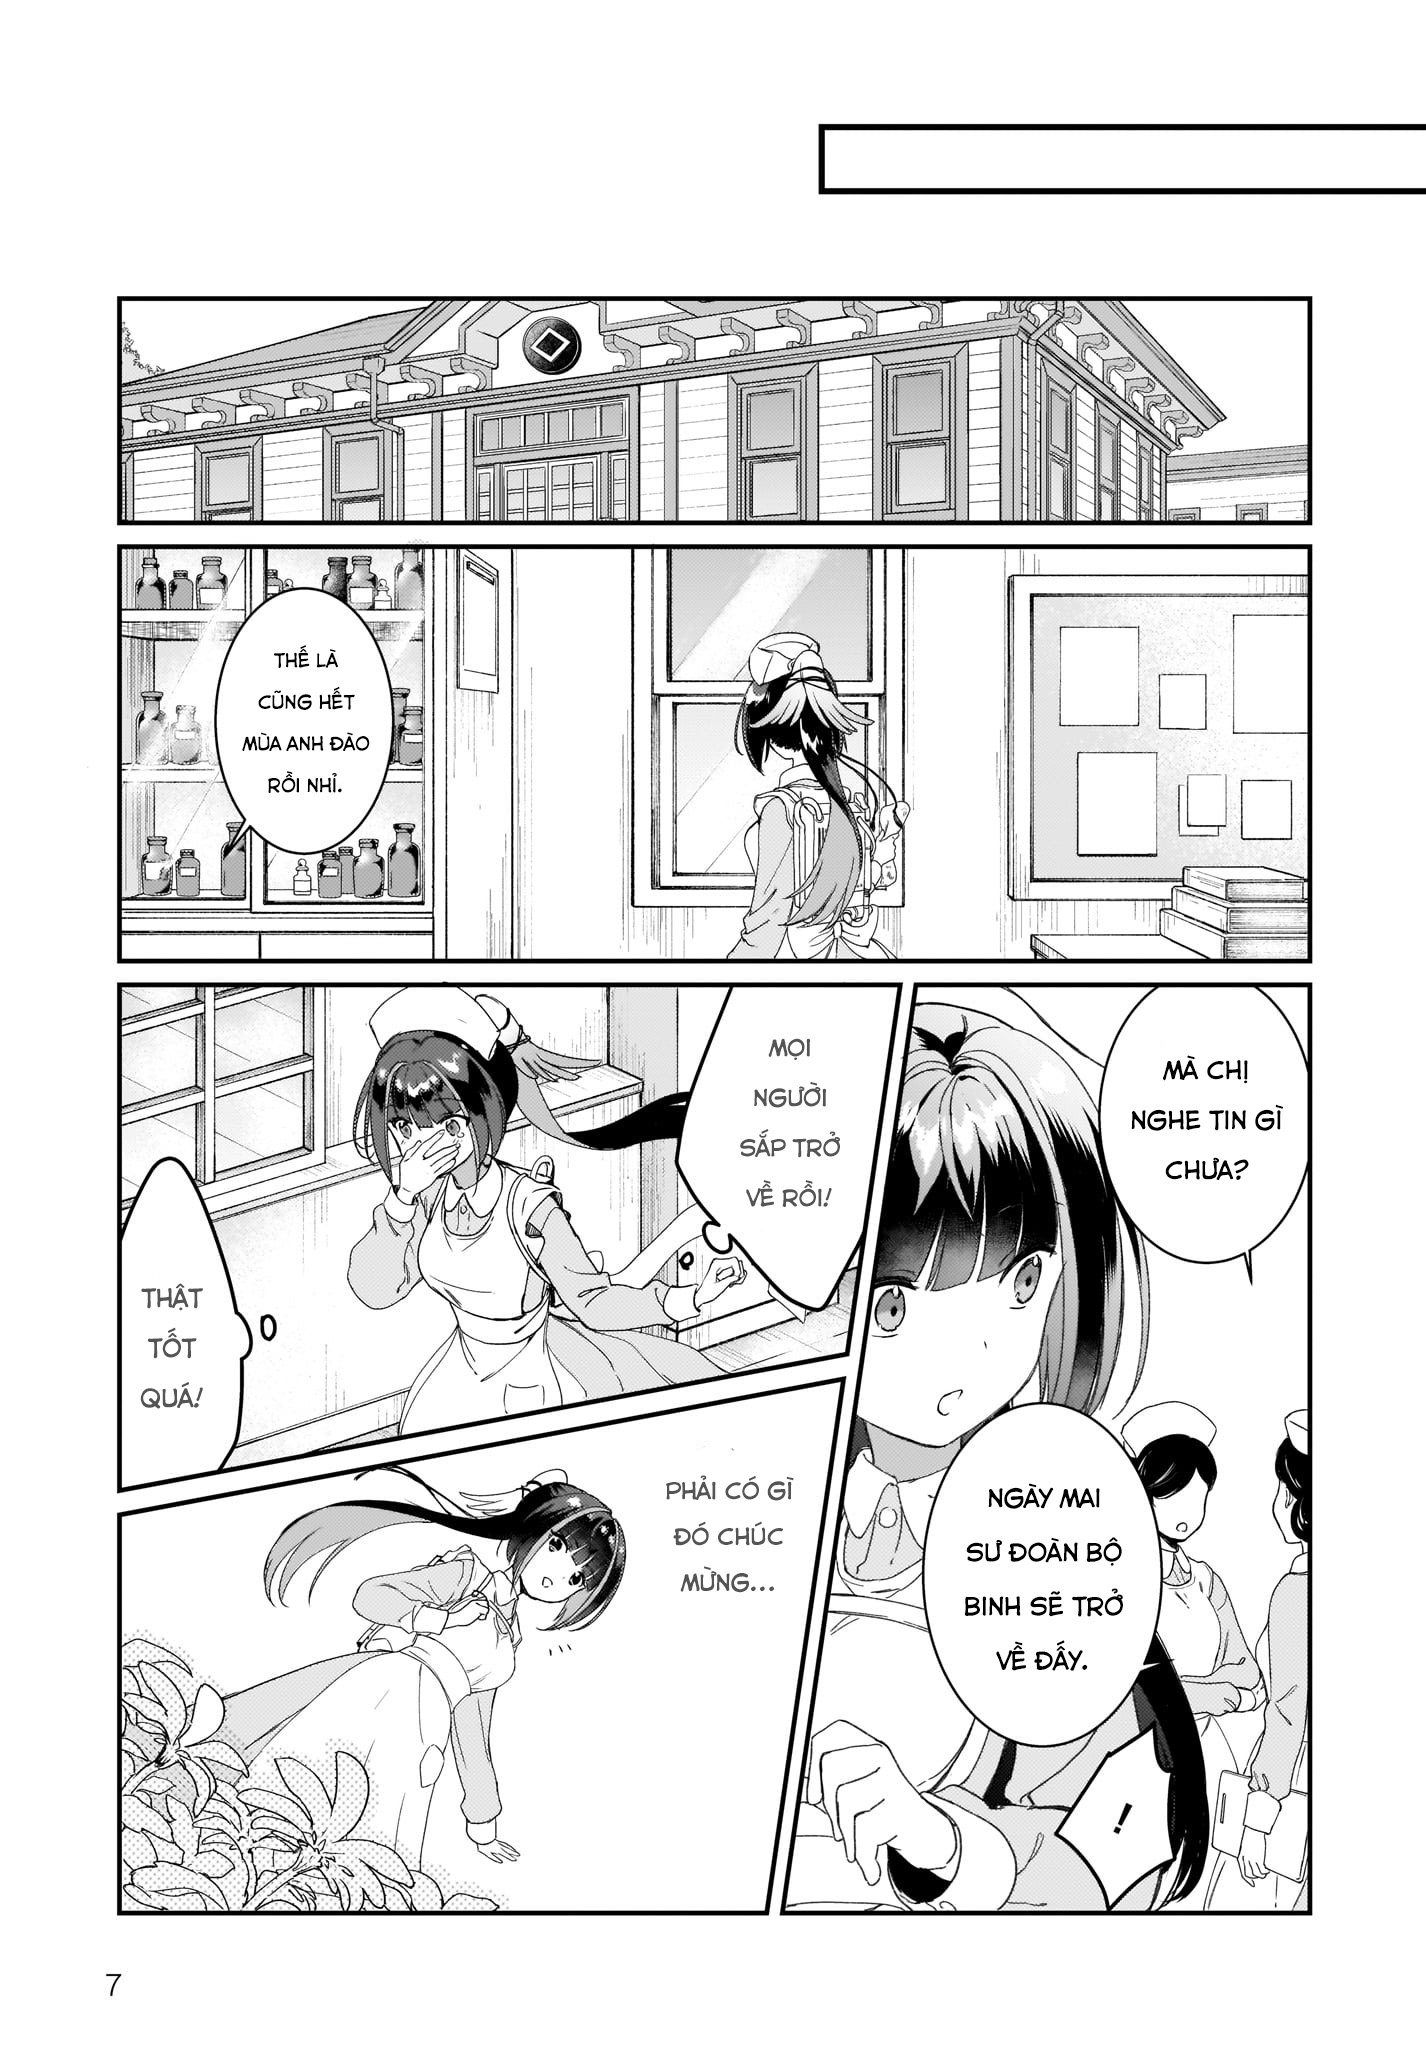 THẾ LÀ
CŨNG HẾT
MÙA ANH ĐÀO
RỒI NHỈ.
MÀ CHỊ
NGHE TIN GÌ
CHƯA?
NGÀY MAI
SƯ ĐOÀN BỘ
BINH SẼ TRỞ
VỀ ĐẤY.
!
MỌI
NGƯỜI
SẮP TRỞ
VỀ RỒI!
THẬT
TỐT
QUÁ!
PHẢI CÓ GÌ
ĐÓ CHÚC
MỪNG...
7